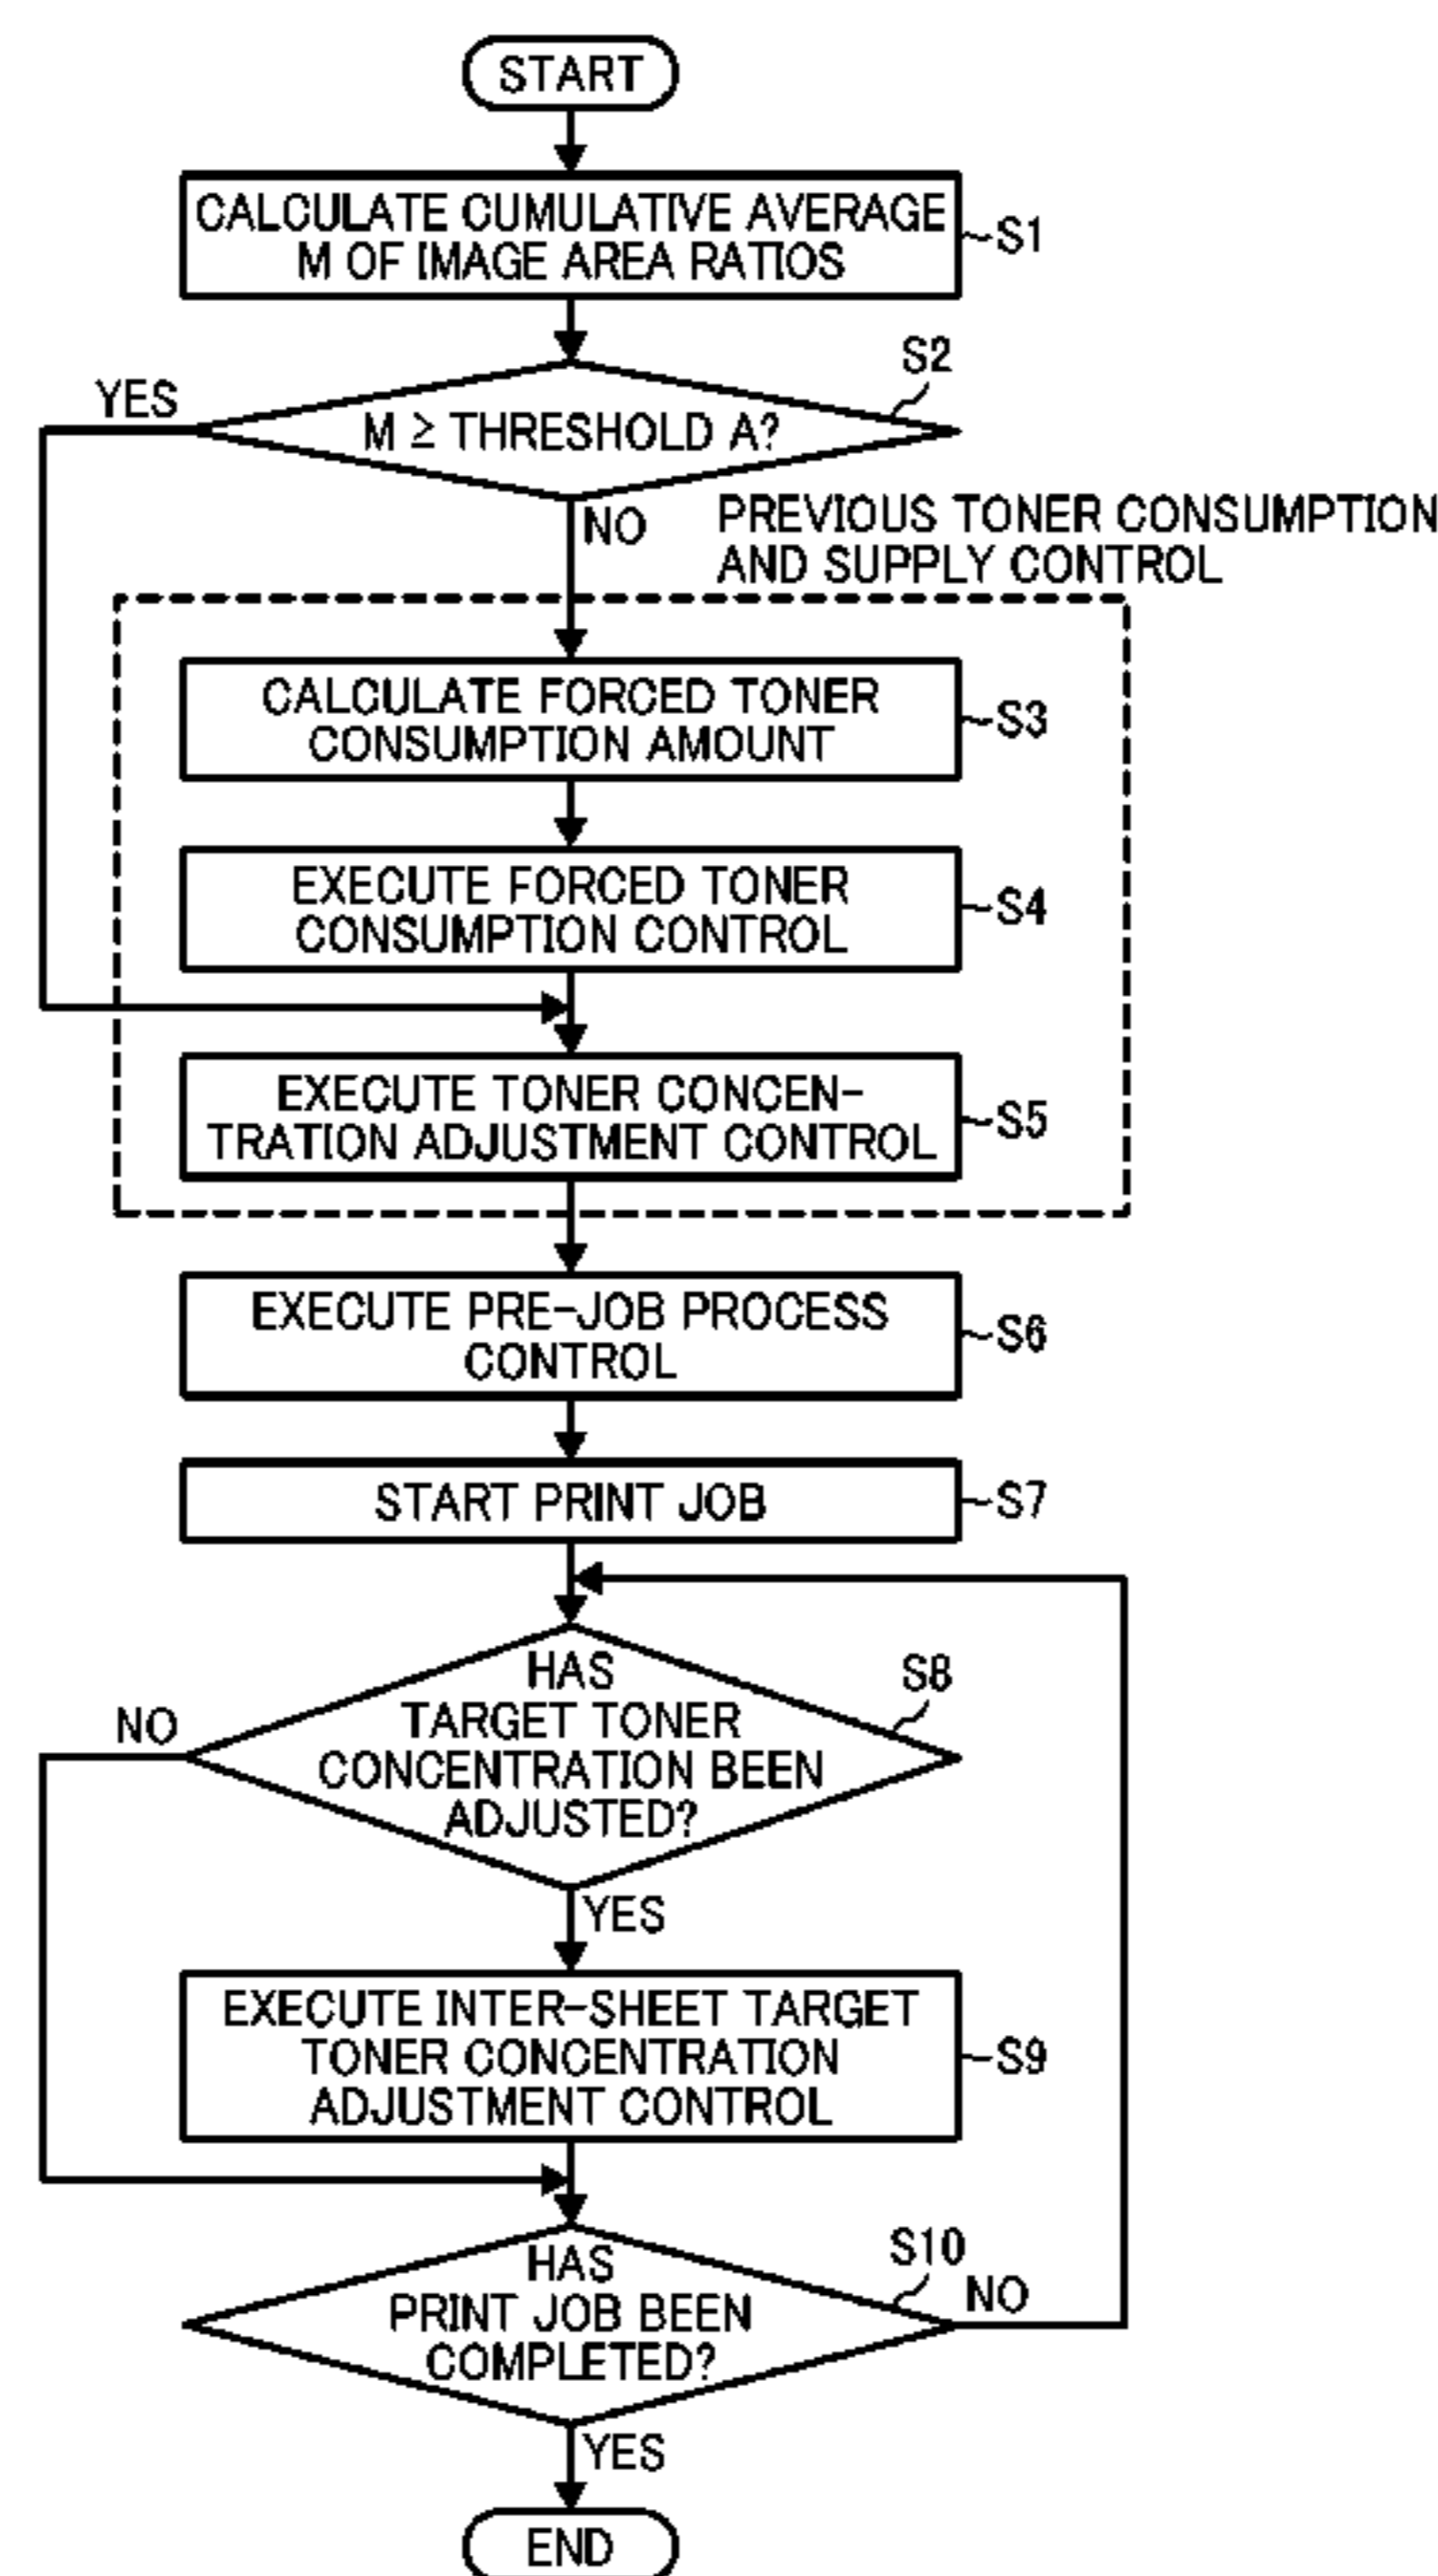 START
CALCULATE CUMULATIVE AVERAGE
M OF IMAGE AREA RATIOS
S1
S2
YES
M ≥ THRESHOLD A?
NO
PREVIOUS TONER CONSUMPTION
AND SUPPLY CONTROL
CALCULATE FORCED TONER
CONSUMPTION AMOUNT
S3
EXECUTE FORCED TONER
CONSUMPTION CONTROL
S4
EXECUTE TONER CONCEN-
TRATION ADJUSTMENT CONTROL
S5
EXECUTE PRE-JOB PROCESS
CONTROL
S6
START PRINT JOB
S7
HAS
TARGET TONER
CONCENTRATION BEEN
ADJUSTED?
S8
NO
YES
EXECUTE INTER-SHEET TARGET
TONER CONCENTRATION
ADJUSTMENT CONTROL
S9
HAS
PRINT JOB BEEN
COMPLETED?
S10
NO
YES
END